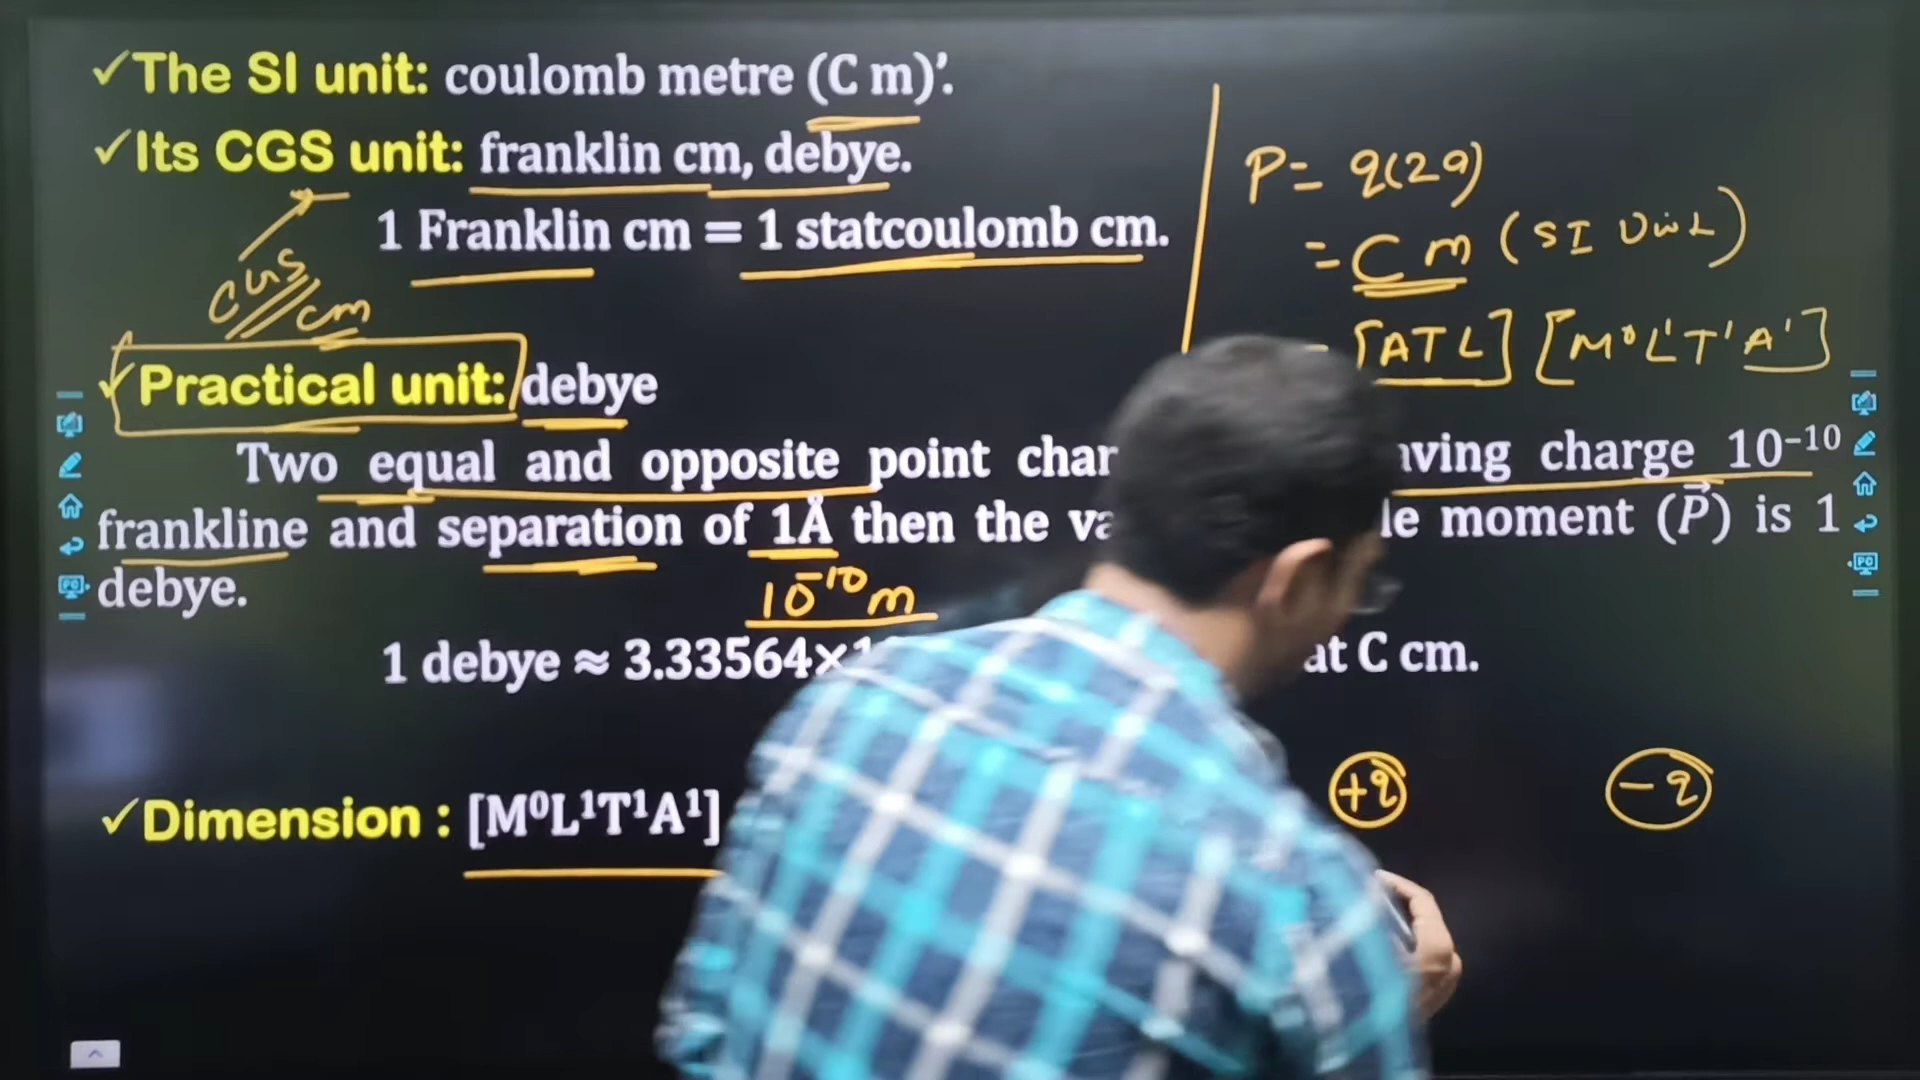 ✓The SI unit: coulomb metre (C m)’.
✓Its CGS unit: franklin cm, debye.
1 Franklin cm = 1 statcoulomb cm.
CGS
cm
P = q(2a)
= C m (SI Unit)
= [ATL] [M⁰L¹T¹A¹]
✓Practical unit: debye
Two equal and opposite point char aving charge 10⁻¹⁰
frankline and separation of 1Å then the va le moment (P⃗) is 1
debye.
10⁻¹⁰ m
1 debye ≈ 3.33564× at C cm.
+q -q
✓Dimension : [M⁰L¹T¹A¹]